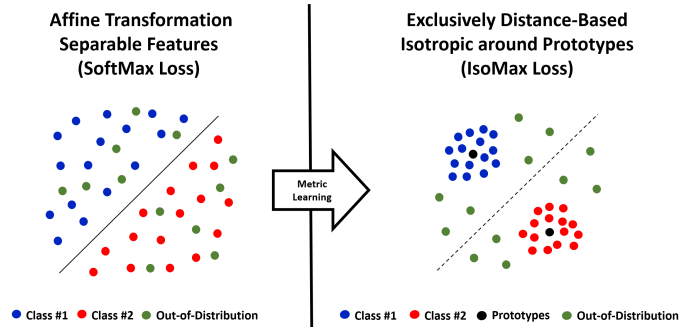 Affine Transformation
Separable Features
(SoftMax Loss)
Exclusively Distance-Based
Isotropic around Prototypes
(IsoMax Loss)
Metric
Learning
Class #1 Class #2 Out-of-Distribution
Class #1 Class #2 Prototypes Out-of-Distribution